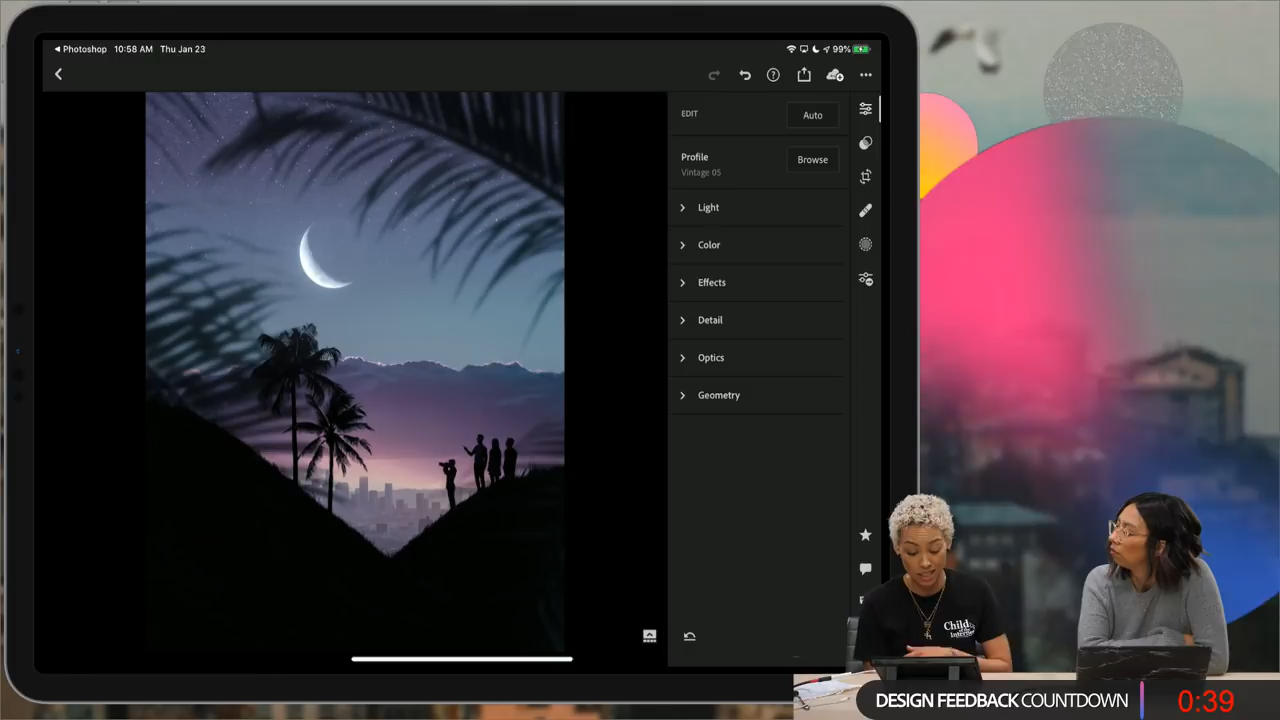 Photoshop 10:58 AM Thu Jan 23
99%
EDIT
Auto
Profile
Vintage 05
Browse
Light
Color
Effects
Detail
Optics
Geometry
Child
Internet
DESIGN FEEDBACK COUNTDOWN
0:39